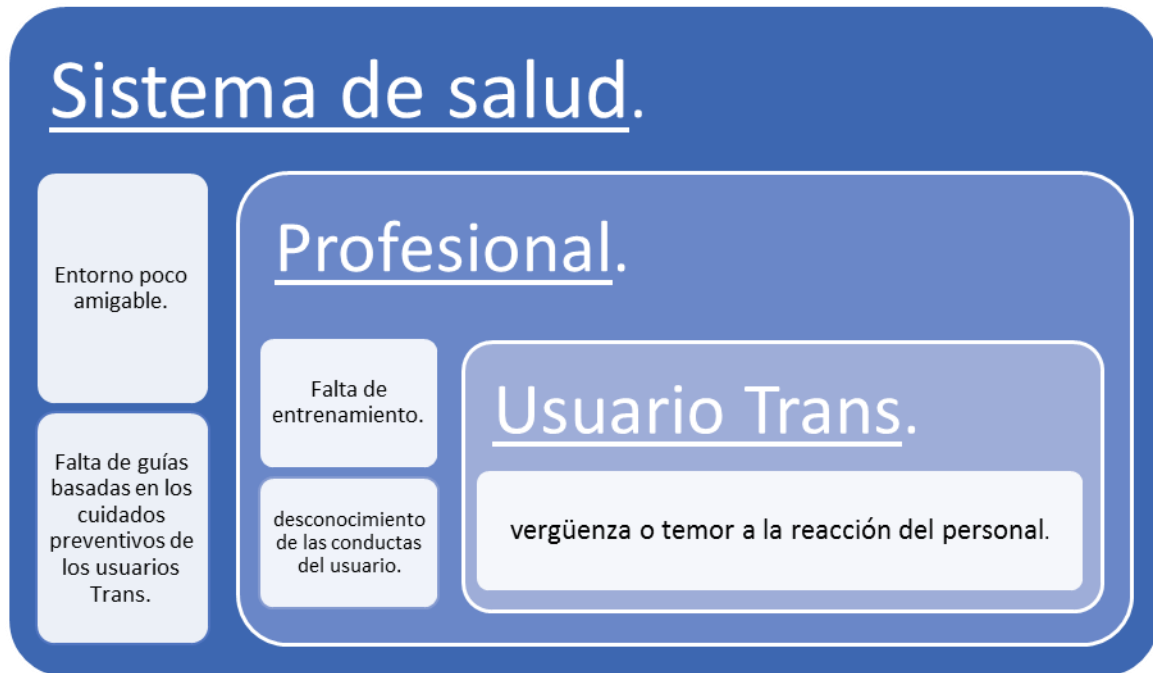 Sistema de salud.
Entorno poco
amigable.
Falta de guías
basadas en los
cuidados
preventivos de
los usuarios
Trans.
Profesional.
Falta de
entrenamiento.
desconocimiento
de las conductas
del usuario.
Usuario Trans.
vergüenza o temor a la reacción del personal.